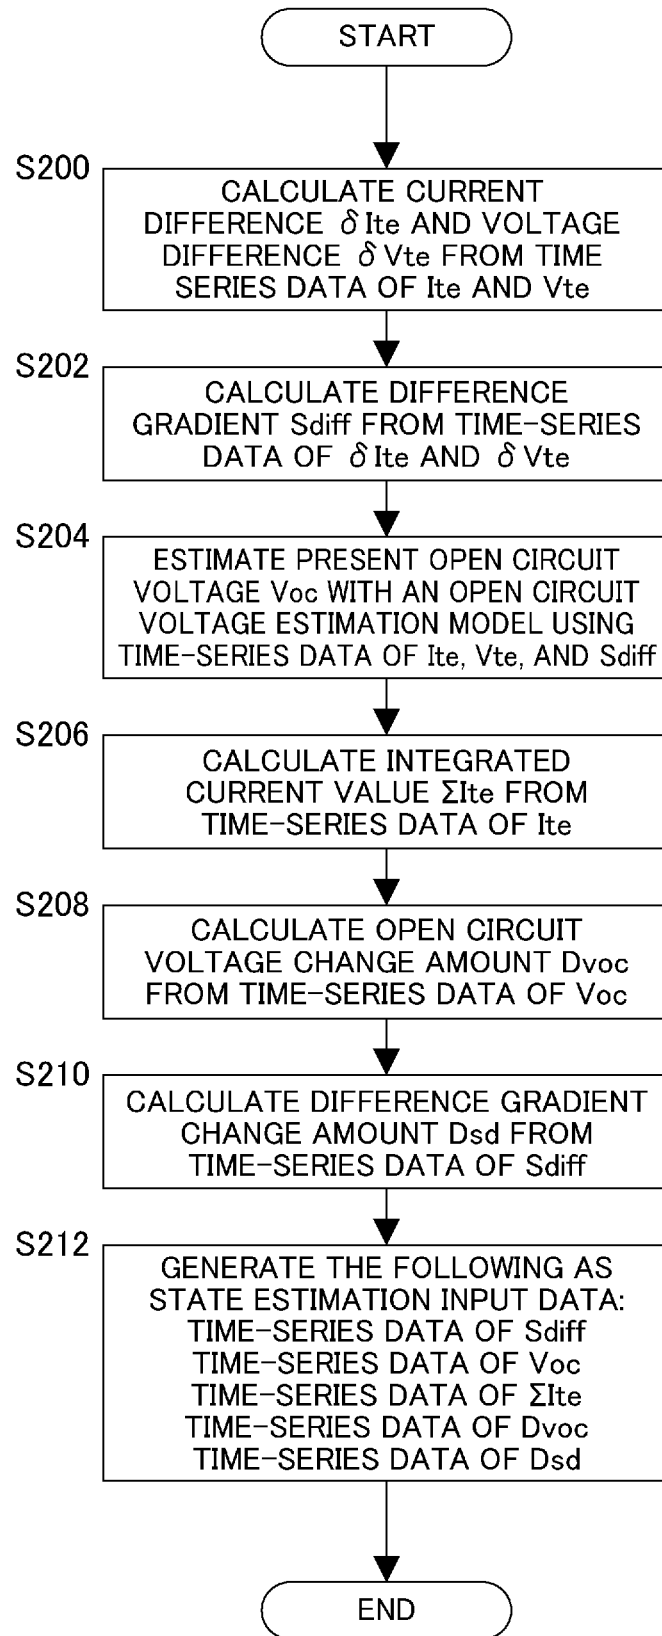 START
S200
CALCULATE CURRENT
DIFFERENCE δIte AND VOLTAGE
DIFFERENCE δVte FROM TIME
SERIES DATA OF Ite AND Vte
S202
CALCULATE DIFFERENCE
GRADIENT Sdiff FROM TIME-SERIES
DATA OF δIte AND δVte
S204
ESTIMATE PRESENT OPEN CIRCUIT
VOLTAGE Voc WITH AN OPEN CIRCUIT
VOLTAGE ESTIMATION MODEL USING
TIME-SERIES DATA OF Ite, Vte, AND Sdiff
S206
CALCULATE INTEGRATED
CURRENT VALUE ΣIte FROM
TIME-SERIES DATA OF Ite
S208
CALCULATE OPEN CIRCUIT
VOLTAGE CHANGE AMOUNT Dvoc
FROM TIME-SERIES DATA OF Voc
S210
CALCULATE DIFFERENCE GRADIENT
CHANGE AMOUNT Dsd FROM
TIME-SERIES DATA OF Sdiff
S212
GENERATE THE FOLLOWING AS
STATE ESTIMATION INPUT DATA:
TIME-SERIES DATA OF Sdiff
TIME-SERIES DATA OF Voc
TIME-SERIES DATA OF ΣIte
TIME-SERIES DATA OF Dvoc
TIME-SERIES DATA OF Dsd
END